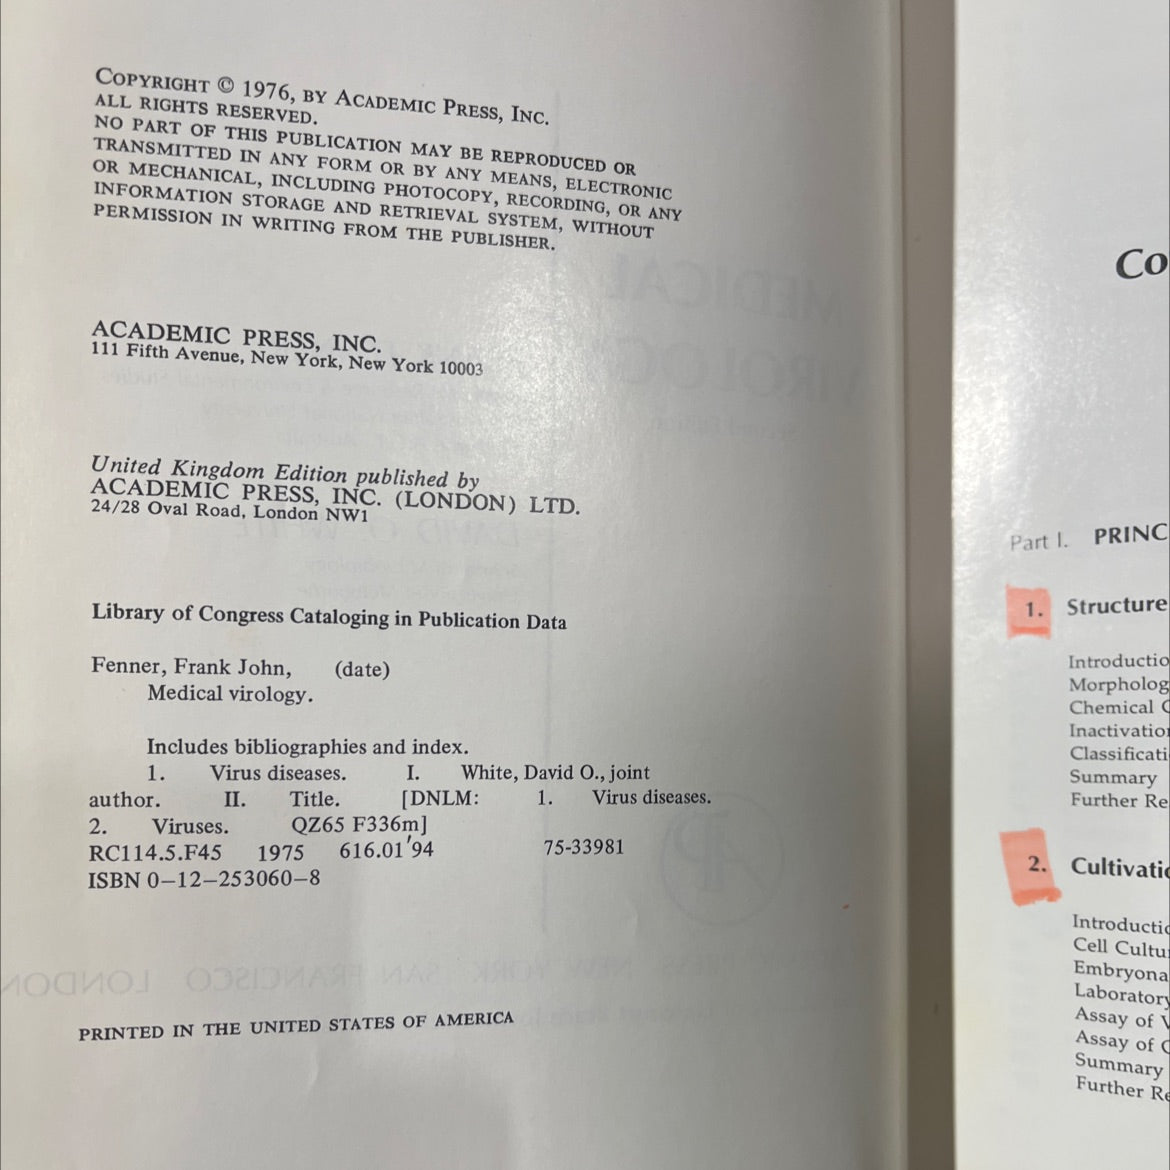 COPYRIGHT © 1976, BY ACADEMIC PRESS, INC.
ALL RIGHTS RESERVED.
NO PART OF THIS PUBLICATION MAY BE REPRODUCED OR
TRANSMITTED IN ANY FORM OR BY ANY MEANS, ELECTRONIC
OR MECHANICAL, INCLUDING PHOTOCOPY, RECORDING, OR ANY
INFORMATION STORAGE AND RETRIEVAL SYSTEM, WITHOUT
PERMISSION IN WRITING FROM THE PUBLISHER.
ACADEMIC PRESS, INC.
111 Fifth Avenue, New York, New York 10003
United Kingdom Edition published by
ACADEMIC PRESS, INC. (LONDON) LTD.
24/28 Oval Road, London NW1
Library of Congress Cataloging in Publication Data
Fenner, Frank John, (date)
Medical virology.
Includes bibliographies and index.
1. Virus diseases. I. White, David O., joint
author. II. Title. [DNLM: 1. Virus diseases.
2. Viruses. QZ65 F336m]
RC114.5.F45 1975 616.01'94 75-33981
ISBN 0-12-253060-8
PRINTED IN THE UNITED STATES OF AMERICA
Co
Part I. PRINC
1. Structure
Introductio
Morpholog
Chemical C
Inactivation
Classificati
Summary
Further Re
2. Cultivatio
Introductio
Cell Cultu
Embryona
Laboratory
Assay of V
Assay of C
Summary
Further Re